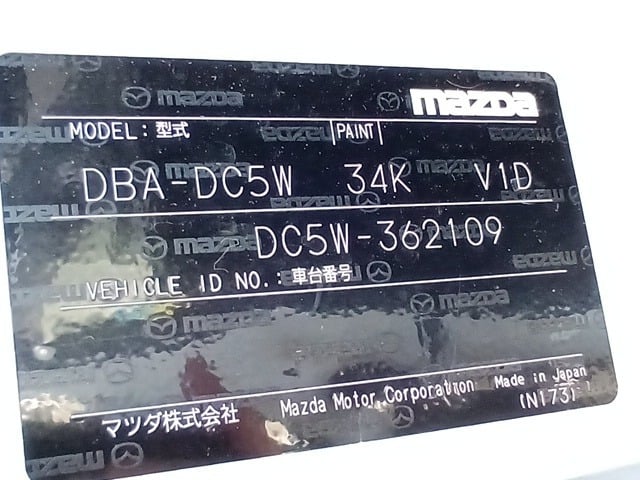 mazda
MODEL: 型式 PAINT
DBA-DC5W 34K V1D
DC5W-362109
VEHICLE ID NO.: 車台番号
マツダ株式会社 Mazda Motor Corporation Made in Japan
(N173)